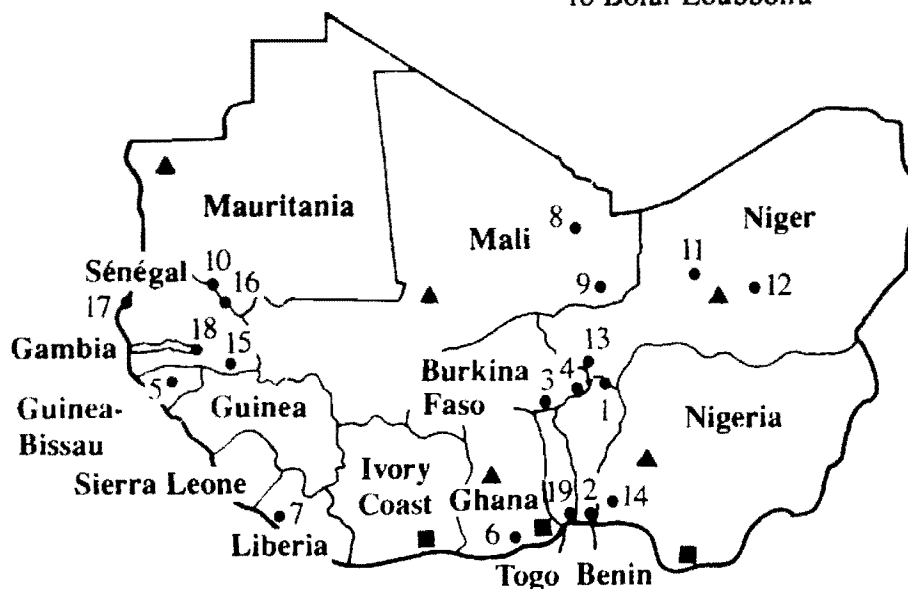 Mauritania
Mali
Niger
8
11
9
12
10
Sénégal
16
17
18
Gambia
15
5
Guinea-
Bissau
Guinea
13
Burkina
Faso
4
3
1
Nigeria
Sierra Leone
7
Liberia
Ivory
Coast
Ghana
19
2
14
6
Togo
Benin